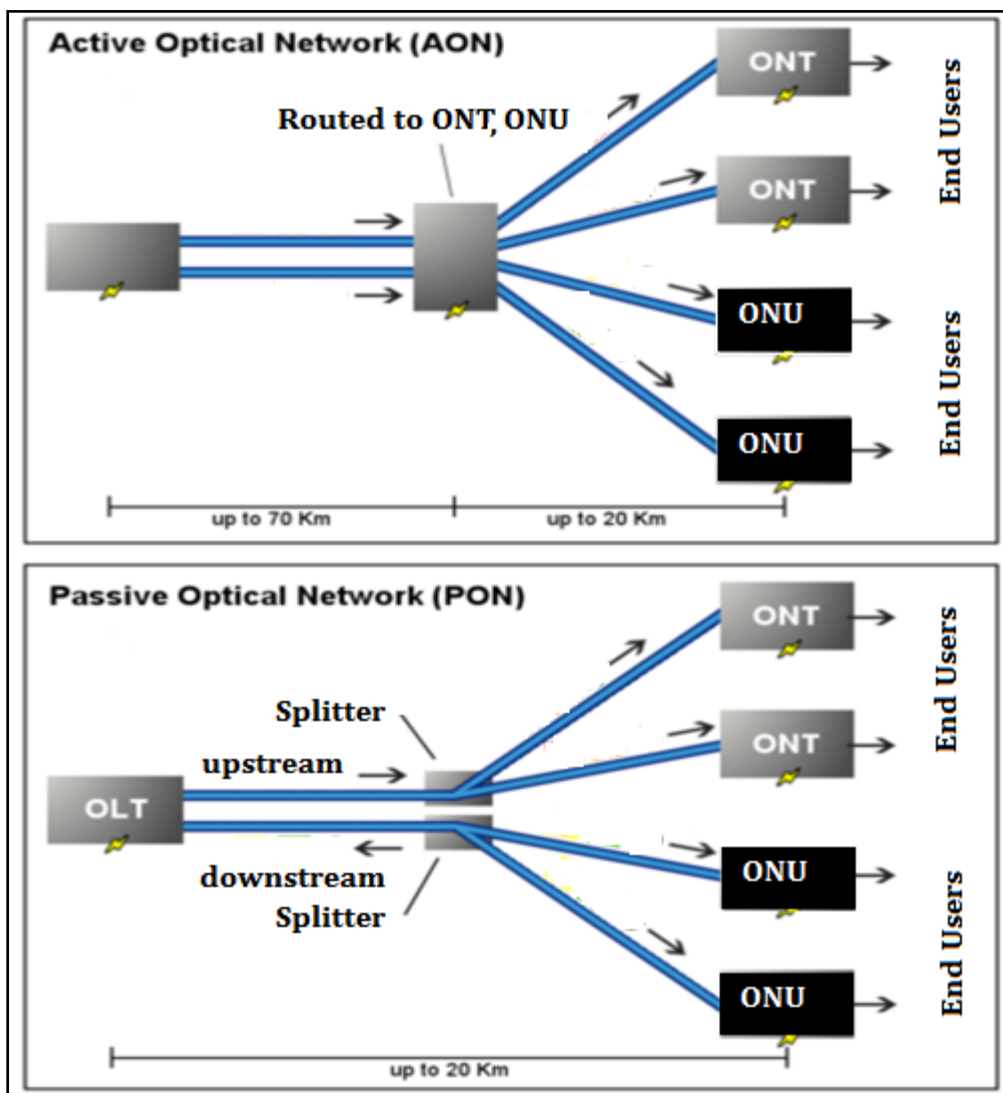 Active Optical Network (AON)
ONT
Routed to ONT, ONU
End Users
ONT
ONU
End Users
ONU
up to 70 Km
up to 20 Km
Passive Optical Network (PON)
ONT
End Users
Splitter
ONT
upstream
OLT
downstream
ONU
Splitter
End Users
ONU
up to 20 Km